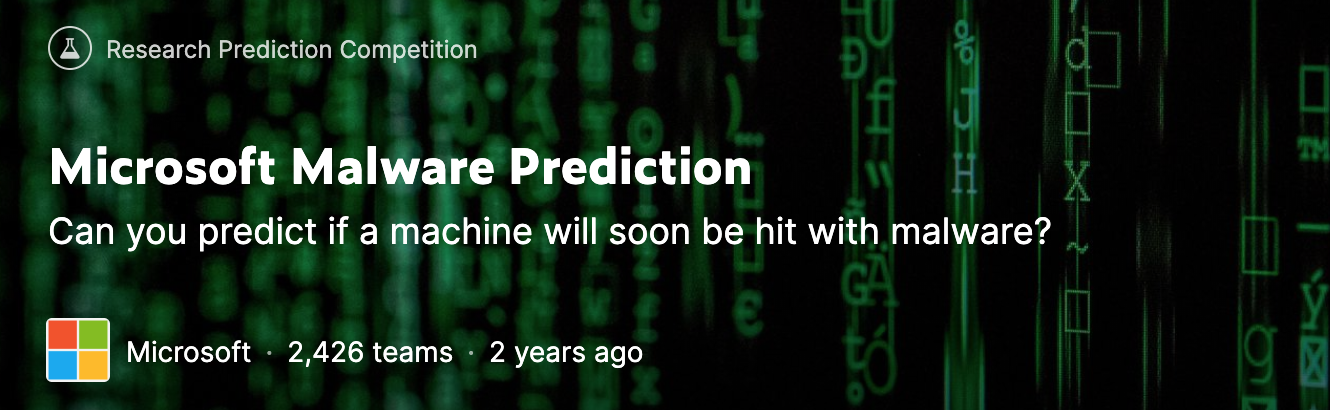 Research Prediction Competition
Microsoft Malware Prediction
Can you predict if a machine will soon be hit with malware?
Microsoft · 2,426 teams · 2 years ago